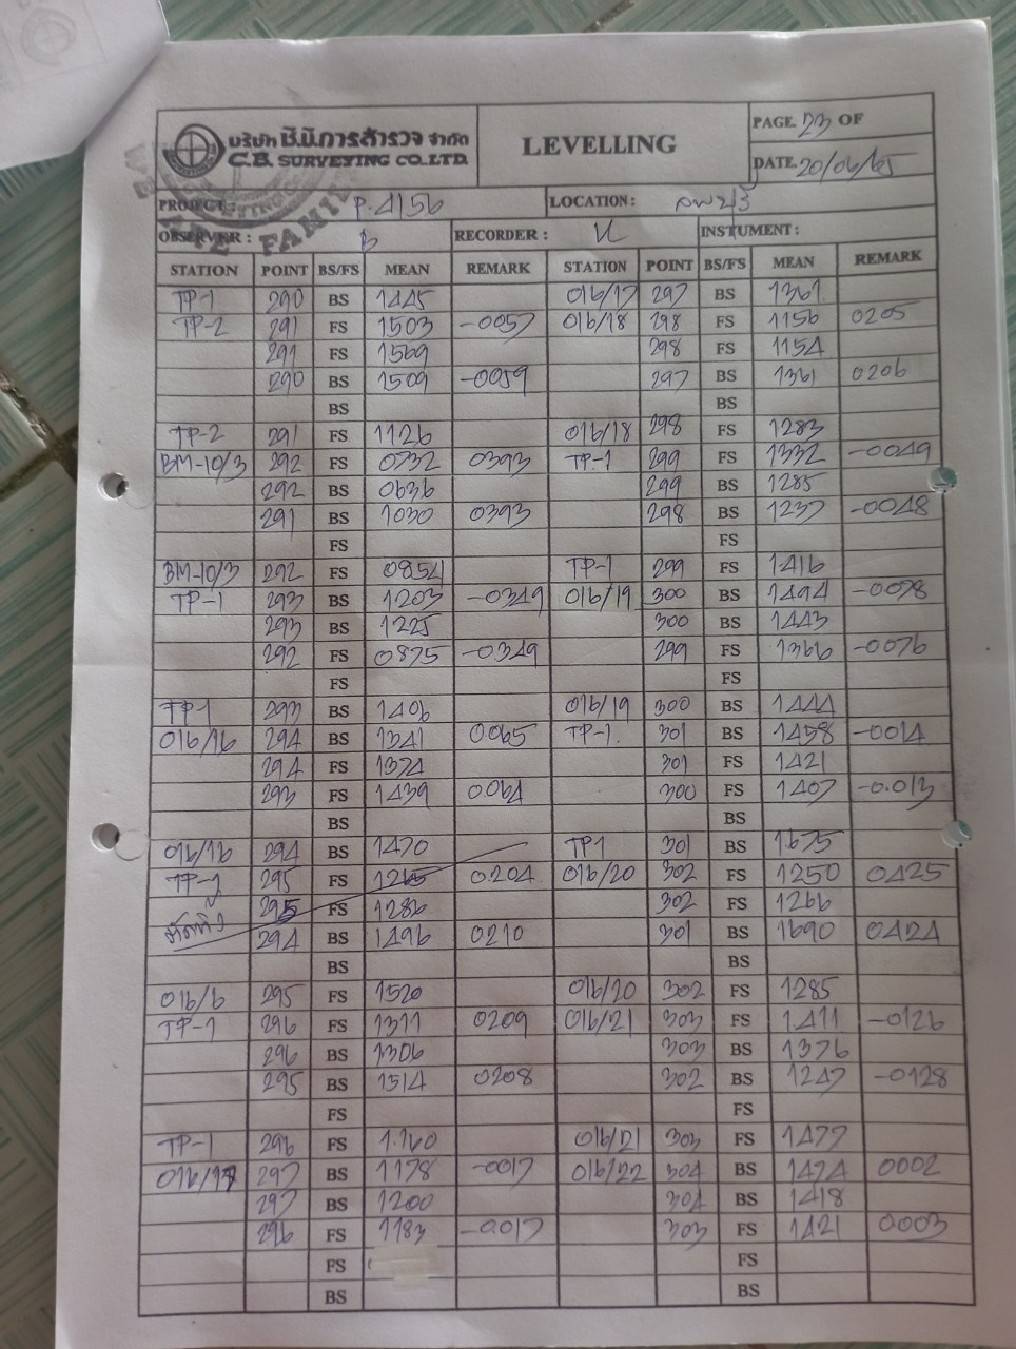 บริษัท ซี.บี.การสำรวจ จำกัด
C.B. SURVEYING CO.,LTD.
LEVELLING
PAGE. 23 OF
DATE. 20/06/65
PROJECT: P.4156 LOCATION: ลพบุรี
OBSERVER : B RECORDER : K INSTUMENT :
STATION POINT BS/FS MEAN REMARK STATION POINT BS/FS MEAN REMARK
TP-1 290 BS 1445 016/17 297 BS 1361
TP-2 291 FS 1503 -0057 016/18 298 FS 1156 0205
291 FS 1569 298 FS 1154
290 BS 1509 -0059 297 BS 1361 0206
BS BS
TP-2 291 FS 1126 016/18 298 FS 1283
BM-10/3 292 FS 0732 0393 TP-1 299 FS 1332 -0049
292 BS 0636 299 BS 1285
291 BS 1030 0393 298 BS 1237 -0048
FS FS
BM-10/3 292 FS 0854 TP-1 299 FS 1416
TP-1 293 BS 1203 -0349 016/19 300 BS 1494 -0078
293 BS 1225 300 BS 1443
292 FS 0875 -0349 299 FS 1366 -0076
FS FS
TP-1 293 BS 1406 016/19 300 BS 1444
016/16 294 BS 1341 0065 TP-1. 301 BS 1458 -0014
294 FS 1374 301 FS 1421
293 FS 1439 0064 300 FS 1407 -0.013
BS BS
016/16 294 BS 1470 TP1 301 BS 1675
TP-1 295 FS 1265 0204 016/20 302 FS 1250 0425
295 FS 1286 302 FS 1266
294 BS 1496 0210 301 BS 1690 0424
BS BS
016/6 295 FS 1520 016/20 302 FS 1285
TP-1 296 FS 1311 0209 016/21 303 FS 1411 -0126
296 BS 1306 303 BS 1376
295 BS 1514 0208 302 BS 1247 -0128
FS FS
TP-1 296 FS 1.160 016/21 303 FS 1477
016/17 297 BS 1178 -0017 016/22 304 BS 1474 0002
297 BS 1200 304 BS 1418
296 FS 1183 -0017 303 FS 1421 0003
FS FS
BS BS